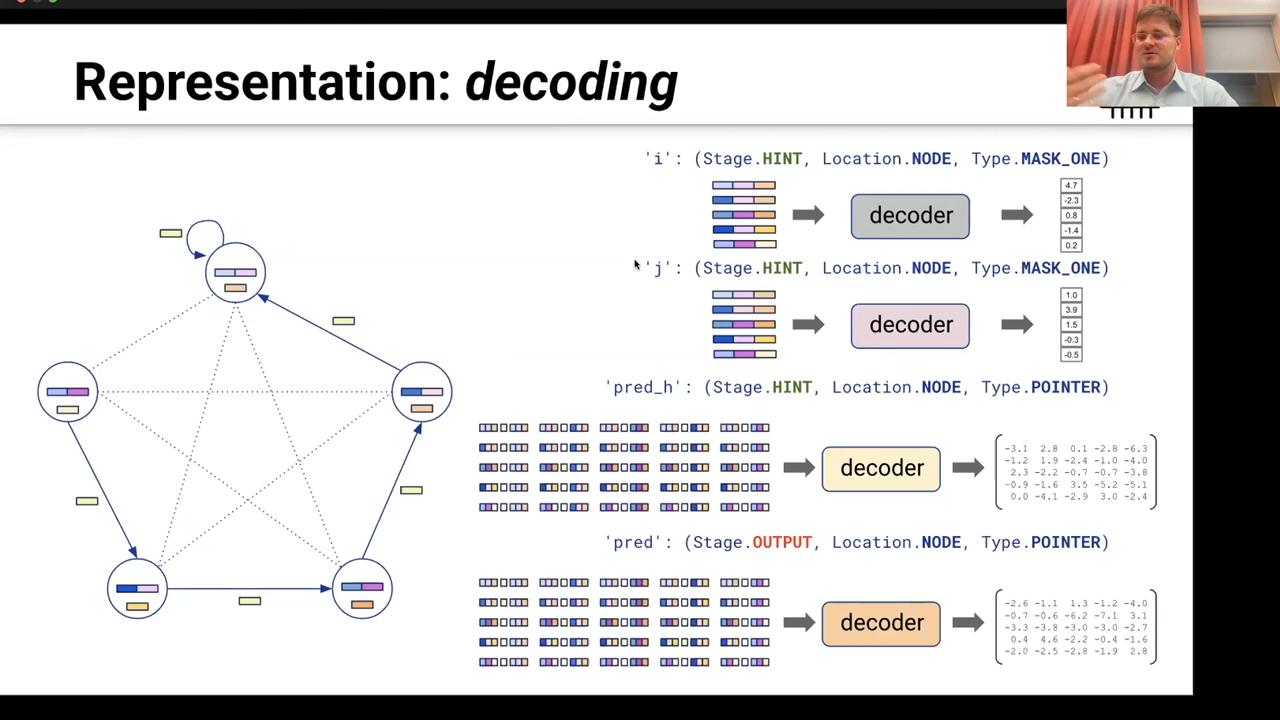 Representation: decoding
'i': (Stage.HINT, Location.NODE, Type.MASK_ONE)
decoder
4.7
-2.3
0.8
-1.4
0.2
'j': (Stage.HINT, Location.NODE, Type.MASK_ONE)
decoder
1.0
3.9
1.5
-0.3
-0.5
'pred_h': (Stage.HINT, Location.NODE, Type.POINTER)
decoder
-3.1 2.8 0.1 -2.8 -6.3
-1.2 1.9 -2.4 -1.0 -4.0
2.3 -2.2 -0.7 -0.7 -3.8
-0.9 -1.6 3.5 -5.2 -5.1
0.0 -4.1 -2.9 3.0 -2.4
'pred': (Stage.OUTPUT, Location.NODE, Type.POINTER)
decoder
-2.6 -1.1 1.3 -1.2 -4.0
-0.7 -0.6 -6.2 -7.1 3.1
-3.3 -3.8 -3.0 -3.0 -2.7
0.4 4.6 -2.2 -0.4 -1.6
-2.0 -2.5 -2.8 -1.9 2.8